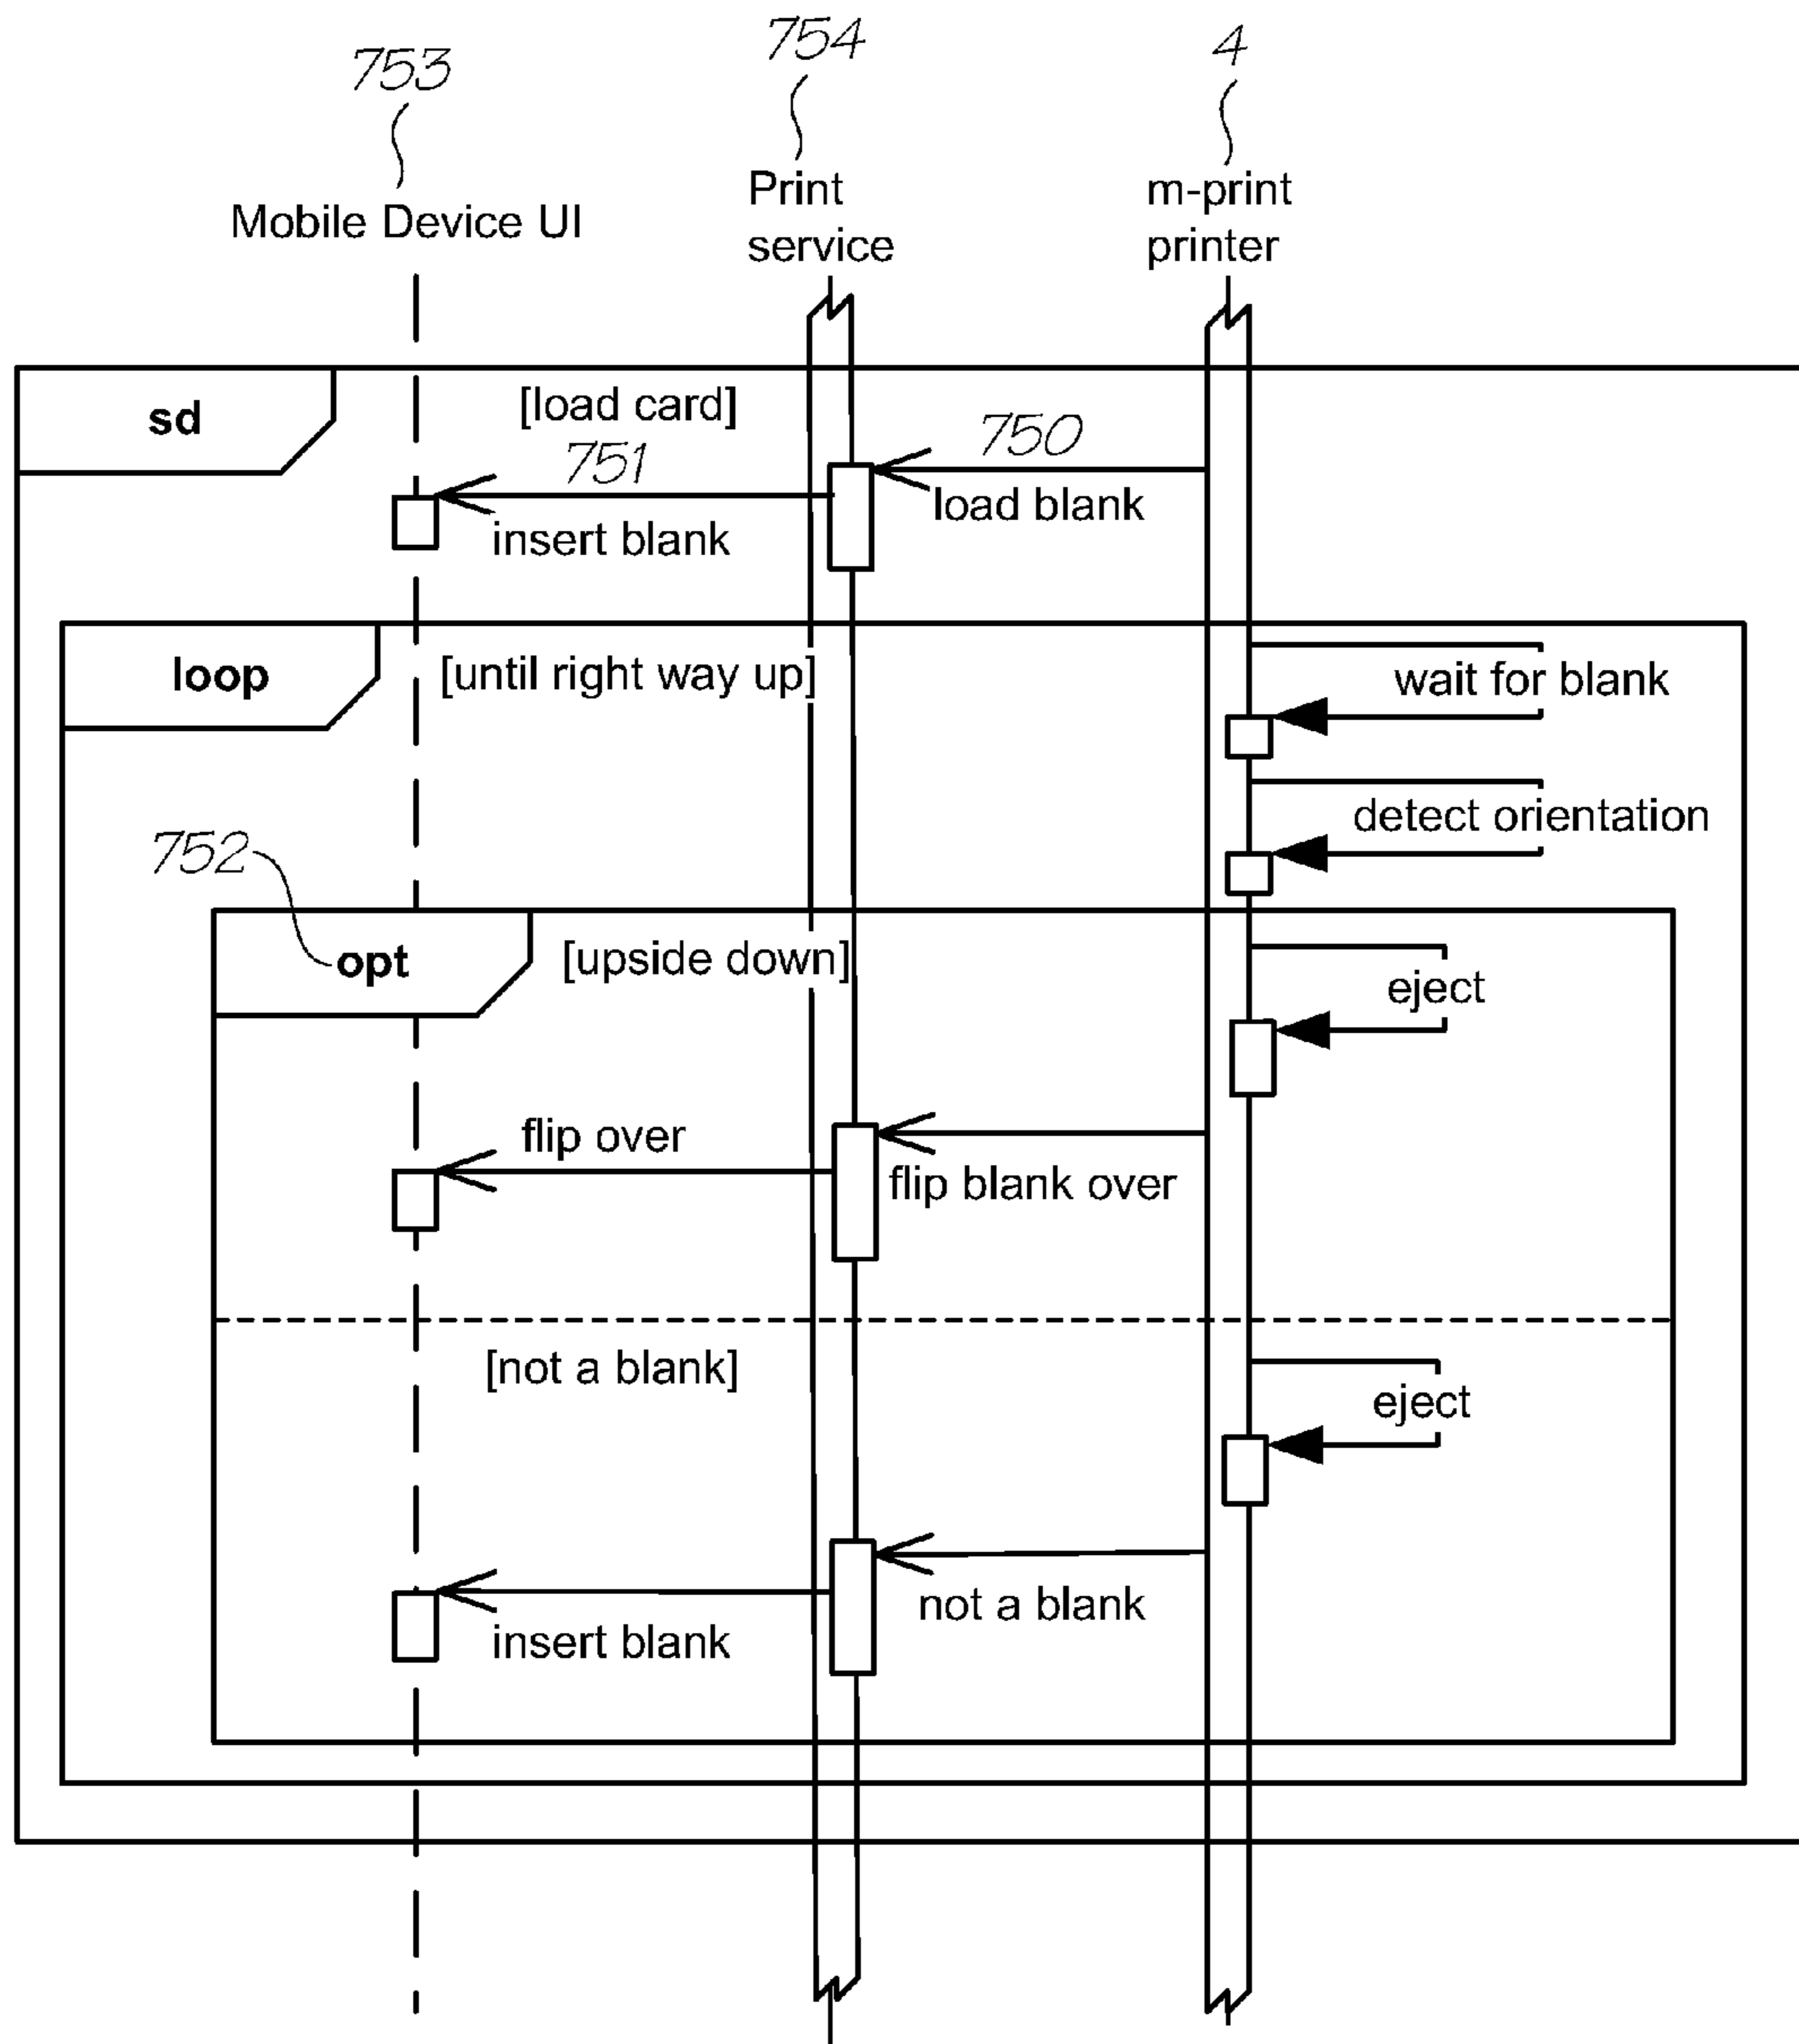 753
754
4
Mobile Device UI
Print
service
m-print
printer
sd
[load card]
750
751
load blank
insert blank
loop
[until right way up]
wait for blank
detect orientation
752
opt
[upside down]
eject
flip over
flip blank over
[not a blank]
eject
not a blank
insert blank